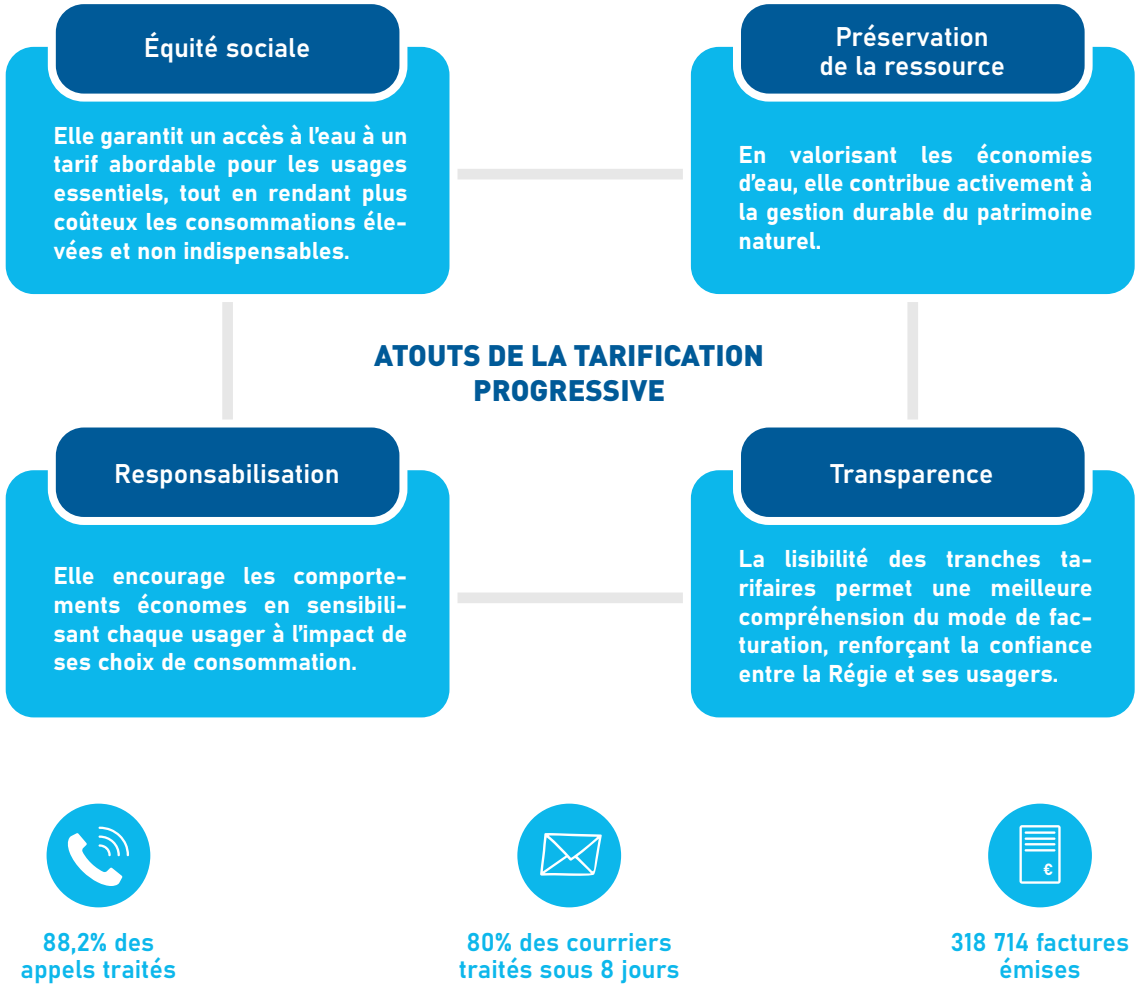 Équité sociale
Elle garantit un accès à l'eau à un
tarif abordable pour les usages
essentiels, tout en rendant plus
coûteux les consommations éle-
vées et non indispensables.
Préservation
de la ressource
En valorisant les économies
d'eau, elle contribue activement à
la gestion durable du patrimoine
naturel.
ATOUTS DE LA TARIFICATION
PROGRESSIVE
Responsabilisation
Elle encourage les comporte-
ments économes en sensibili-
sant chaque usager à l'impact de
ses choix de consommation.
Transparence
La lisibilité des tranches ta-
rifaires permet une meilleure
compréhension du mode de fac-
turation, renforçant la confiance
entre la Régie et ses usagers.
€
88,2% des
appels traités
80% des courriers
traités sous 8 jours
318 714 factures
émises